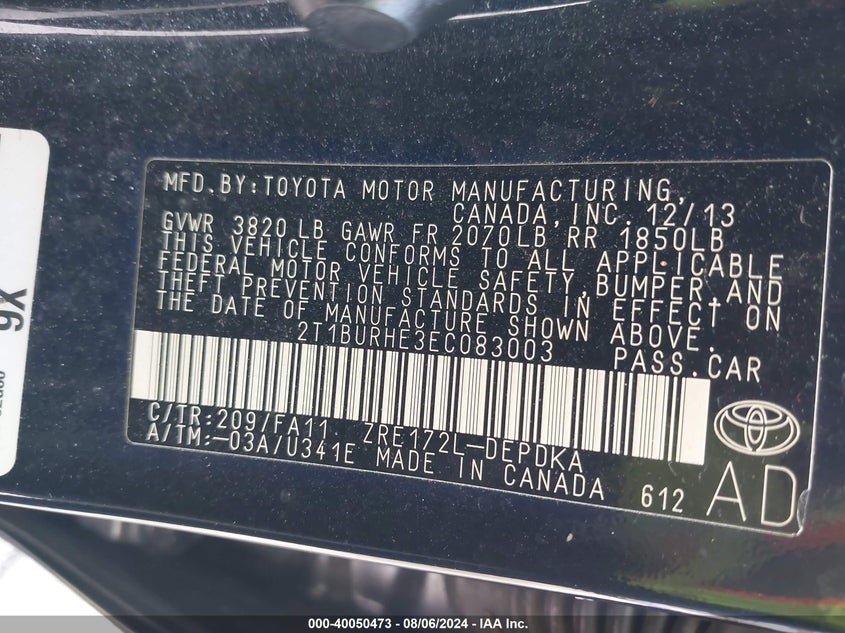 MFD.BY:TOYOTA MOTOR MANUFACTURING,
CANADA,INC. 12/13
GVWR 3820 LB GAWR FR 2070LB RR 1850LB
THIS VEHICLE CONFORMS TO ALL APPLICABLE
FEDERAL MOTOR VEHICLE SAFETY,BUMPER,AND
THEFT PREVENTION STANDARDS IN EFFECT ON
THE DATE OF MANUFACTURE SHOWN ABOVE.
2T1BURHE3EC083003 PASS.CAR
C/TR:209/FA11 ZRE172L-DEPDKA
A/TM:-03A/U341E MADE IN CANADA 612 AD
9X
000-40050473 - 08/06/2024 - IAA Inc.